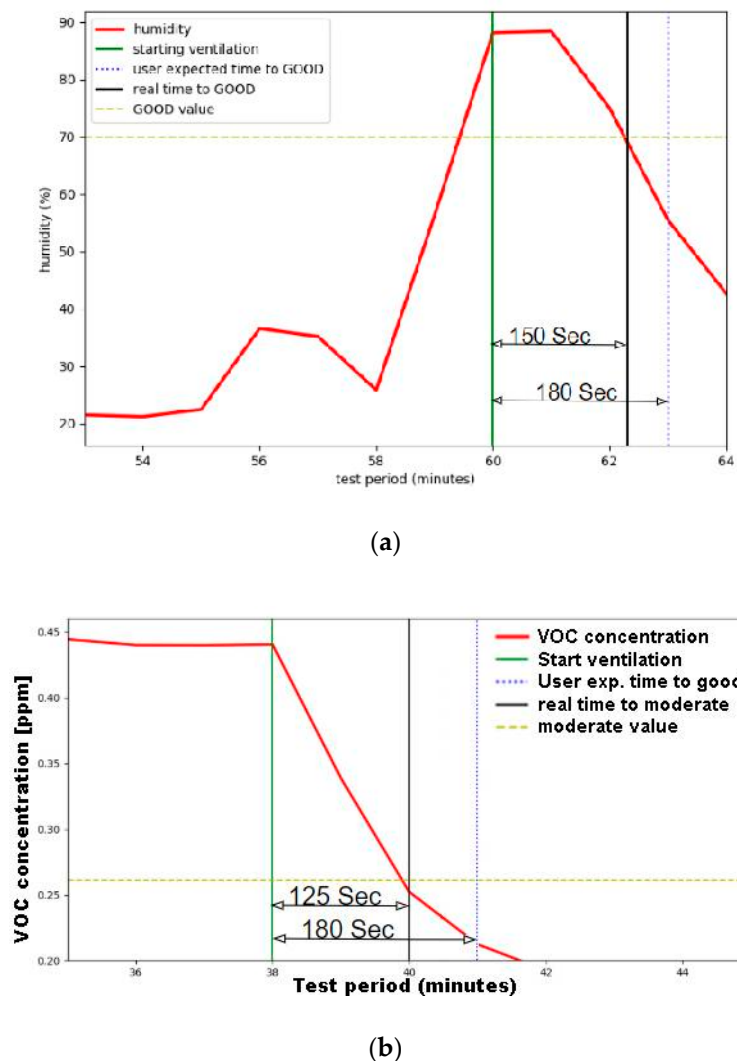 90
80
70
60
50
40
30
20
humidity (%)
humidity
starting ventilation
user expected time to GOOD
real time to GOOD
GOOD value
150 Sec
180 Sec
54
56
58
60
62
64
test period (minutes)
(a)
0.45
0.40
0.35
0.30
0.25
0.20
VOC concentration [ppm]
VOC concentration
Start ventilation
User exp. time to good
real time to moderate
moderate value
125 Sec
180 Sec
36
38
40
42
44
Test period (minutes)
(b)